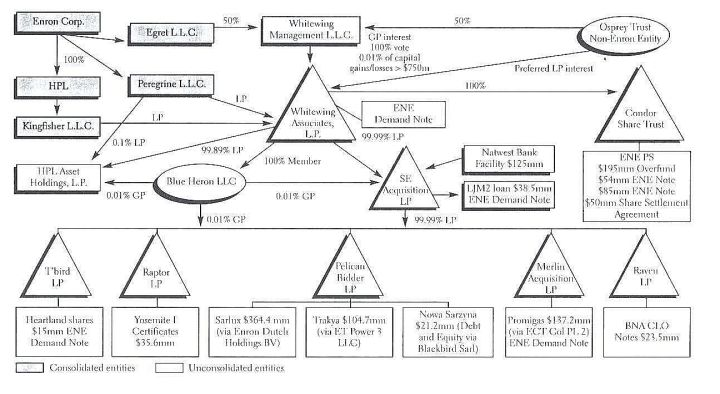 Enron Corp.
Egret L.L.C.
50%
Whitewing
Management L.L.C.
50%
Osprey Trust
Non-Enron Entity
GP interest
100% vote
0.01% of capital
gains/losses > $750m
100%
HPL
Peregrine L.L.C.
LP
Preferred LP interest
100%
Kingfisher L.L.C.
LP
Whitewing
Associates,
L.P.
ENE
Demand Note
Condor
Share Trust
0.1% LP
99.89% LP
99.99% LP
HPL Asset
Holdings, L.P.
100% Member
Blue Heron LLC
0.01% GP
0.01% GP
SE
Acquisition
LP
Natwest Bank
Facility $125mm
LJM2 loan $38.5mm
ENE Demand Note
ENE PS
$195mm Overfund
$54mm ENE Note
$85mm ENE Note
$50mm Share Settlement
Agreement
0.01% GP
99.99% LP
T'bird
LP
Raptor
LP
Pelican
Bidder
LP
Merlin
Acquisition
LP
Raven
LP
Heartland shares
$15mm ENE
Demand Note
Yosemite I
Certificates
$35.6mm
Sarlux $364.4 mm
(via Enron Dutch
Holdings BV)
Trakya $104.7mm
(via ET Power 3
LLC)
Nowa Sarzyna
$21.2mm (Debt
and Equity via
Blackbird Sarl)
Promigas $137.2mm
(via ECT Col PL 2)
ENE Demand Note
BNA CLO
Notes $23.5mm
Consolidated entities
Unconsolidated entities